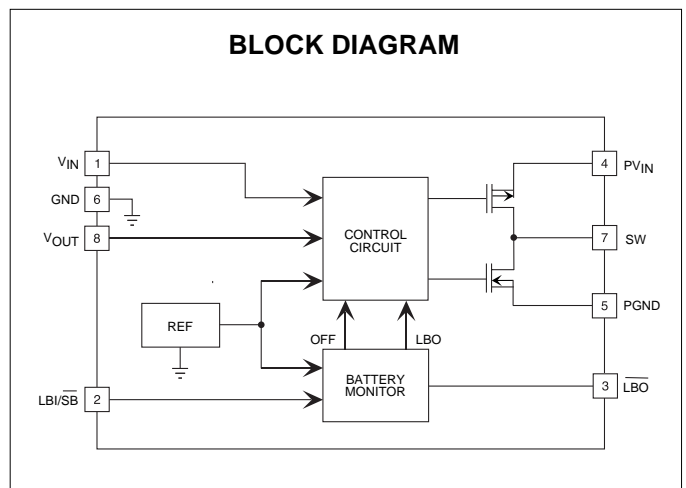 BLOCK DIAGRAM
VIN
1
GND
6
VOUT
8
LBI/SB
2
REF
CONTROL
CIRCUIT
OFF
LBO
BATTERY
MONITOR
4
PVIN
7
SW
5
PGND
3
LBO